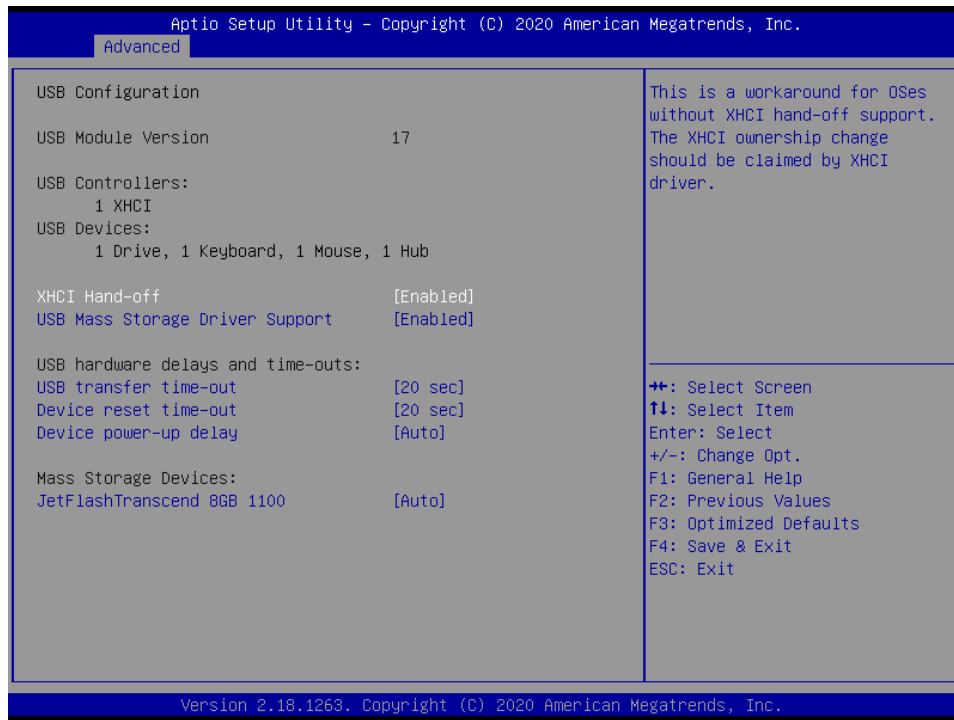 Aptio Setup Utility – Copyright (C) 2020 American Megatrends, Inc.
Advanced
USB Configuration
USB Module Version 17
USB Controllers:
1 XHCI
USB Devices:
1 Drive, 1 Keyboard, 1 Mouse, 1 Hub
XHCI Hand-off [Enabled]
USB Mass Storage Driver Support [Enabled]
USB hardware delays and time-outs:
USB transfer time-out [20 sec]
Device reset time-out [20 sec]
Device power-up delay [Auto]
Mass Storage Devices:
JetFlashTranscend 8GB 1100 [Auto]
This is a workaround for OSes
without XHCI hand-off support.
The XHCI ownership change
should be claimed by XHCI
driver.
→←: Select Screen
↑↓: Select Item
Enter: Select
+/-: Change Opt.
F1: General Help
F2: Previous Values
F3: Optimized Defaults
F4: Save & Exit
ESC: Exit
Version 2.18.1263. Copyright (C) 2020 American Megatrends, Inc.